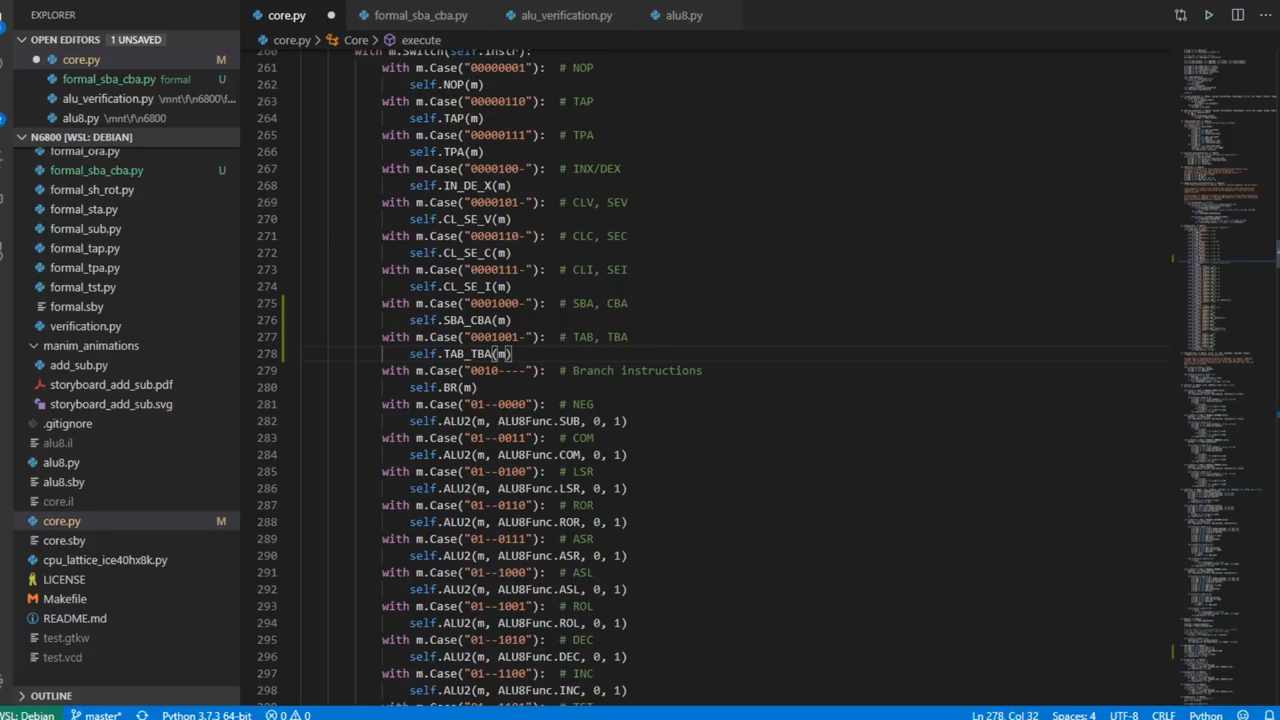 EXPLORER
OPEN EDITORS 1 UNSAVED
core.py M
formal_sba_cba.py formal U
alu_verification.py \mnt\f\n6800\f...
alu8.py \mnt\f\n6800
N6800 [WSL: DEBIAN]
formal_ora.py
formal_sba_cba.py U
formal_sh_rot.py
formal_sta.py
formal_sub.py
formal_tap.py
formal_tpa.py
formal_tst.py
formal.sby
verification.py
manim_animations
add_sub.py
storyboard_add_sub.pdf
storyboard_add_sub.svg
.gitignore
alu8.il
alu8.py
alu8.sby
core.il
core.py M
core.sby
cpu_lattice_ice40hx8k.py
LICENSE
Makefile
README.md
test.gtkw
test.vvp
OUTLINE
core.py formal_sba_cba.py alu_verification.py alu8.py
core.py > Core > execute
260 with m.Switch(self.instr):
261 with m.Case("00000001"): # NOP
262 self.NOP(m)
263 with m.Case("00000110"): # TAP
264 self.TAP(m)
265 with m.Case("00000111"): # TPA
266 self.TPA(m)
267 with m.Case("0000100-"): # INX/DEX
268 self.IN_DE_X(m)
269 with m.Case("0000101-"): # CLV, SEV
270 self.CL_SE_V(m)
271 with m.Case("0000110-"): # CLC, SEC
272 self.CL_SE_C(m)
273 with m.Case("0000111-"): # CLI, SEI
274 self.CL_SE_I(m)
275 with m.Case("0001000-"): # SBA, CBA
276 self.SBA_CBA(m)
277 with m.Case("0001001-"): # TAB, TBA
278 self.TAB_TBA(m)
279 with m.Case("0010----"): # Branch instructions
280 self.BR(m)
281 with m.Case("01--0000"): # NEG
282 self.ALU2(m, ALU8Func.SUB, 0, 1)
283 with m.Case("01--0011"): # COM
284 self.ALU2(m, ALU8Func.COM, 0, 1)
285 with m.Case("01--0100"): # LSR
286 self.ALU2(m, ALU8Func.LSR, 0, 1)
287 with m.Case("01--0110"): # ROR
288 self.ALU2(m, ALU8Func.ROR, 0, 1)
289 with m.Case("01--0111"): # ASR
290 self.ALU2(m, ALU8Func.ASR, 0, 1)
291 with m.Case("01--1000"): # ASL
292 self.ALU2(m, ALU8Func.ASL, 0, 1)
293 with m.Case("01--1001"): # ROL
294 self.ALU2(m, ALU8Func.ROL, 0, 1)
295 with m.Case("01--1010"): # DEC
296 self.ALU2(m, ALU8Func.DEC, 0, 1)
297 with m.Case("01--1100"): # INC
298 self.ALU2(m, ALU8Func.INC, 0, 1)
WSL: Debian master* Python 3.7.3 64-bit 0 0 Ln 278, Col 32 Spaces: 4 UTF-8 CRLF Python